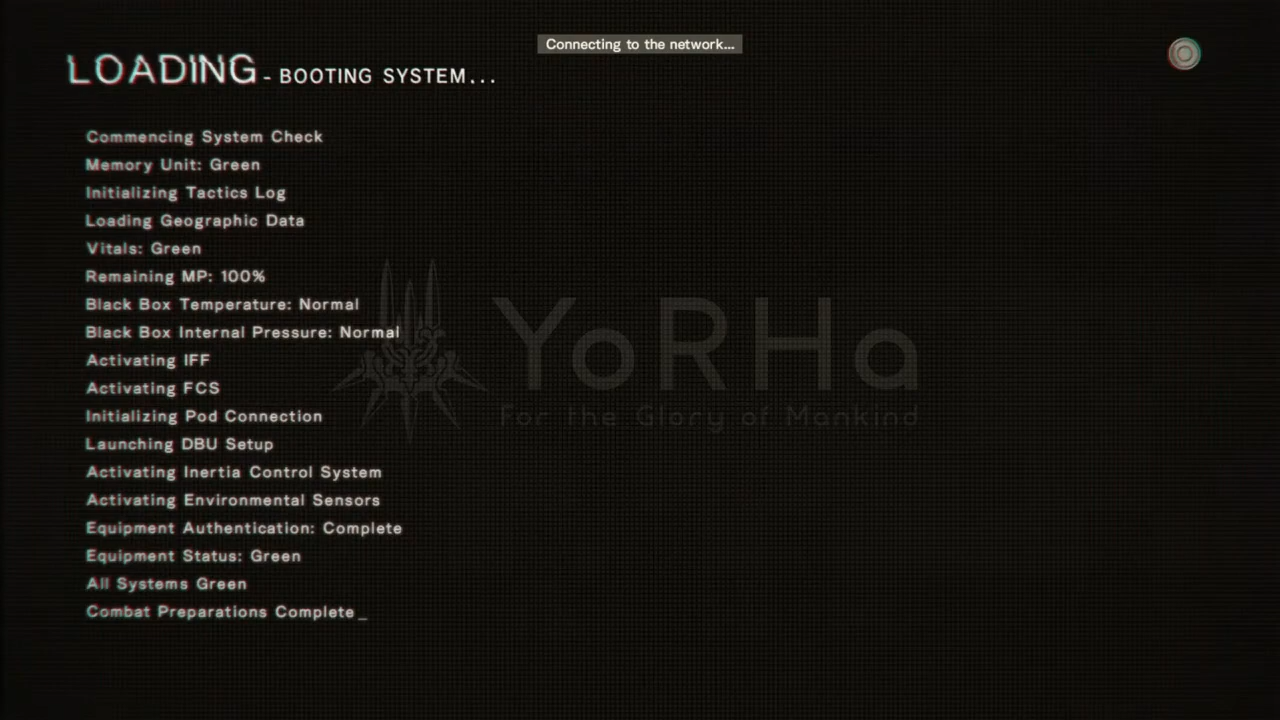 Connecting to the network...
LOADING - BOOTING SYSTEM...
Commencing System Check
Memory Unit: Green
Initializing Tactics Log
Loading Geographic Data
Vitals: Green
Remaining MP: 100%
Black Box Temperature: Normal
Black Box Internal Pressure: Normal
Activating IFF
Activating FCS
Initializing Pod Connection
Launching DBU Setup
Activating Inertia Control System
Activating Environmental Sensors
Equipment Authentication: Complete
Equipment Status: Green
All Systems Green
Combat Preparations Complete _
YoRHa
For the Glory of Mankind